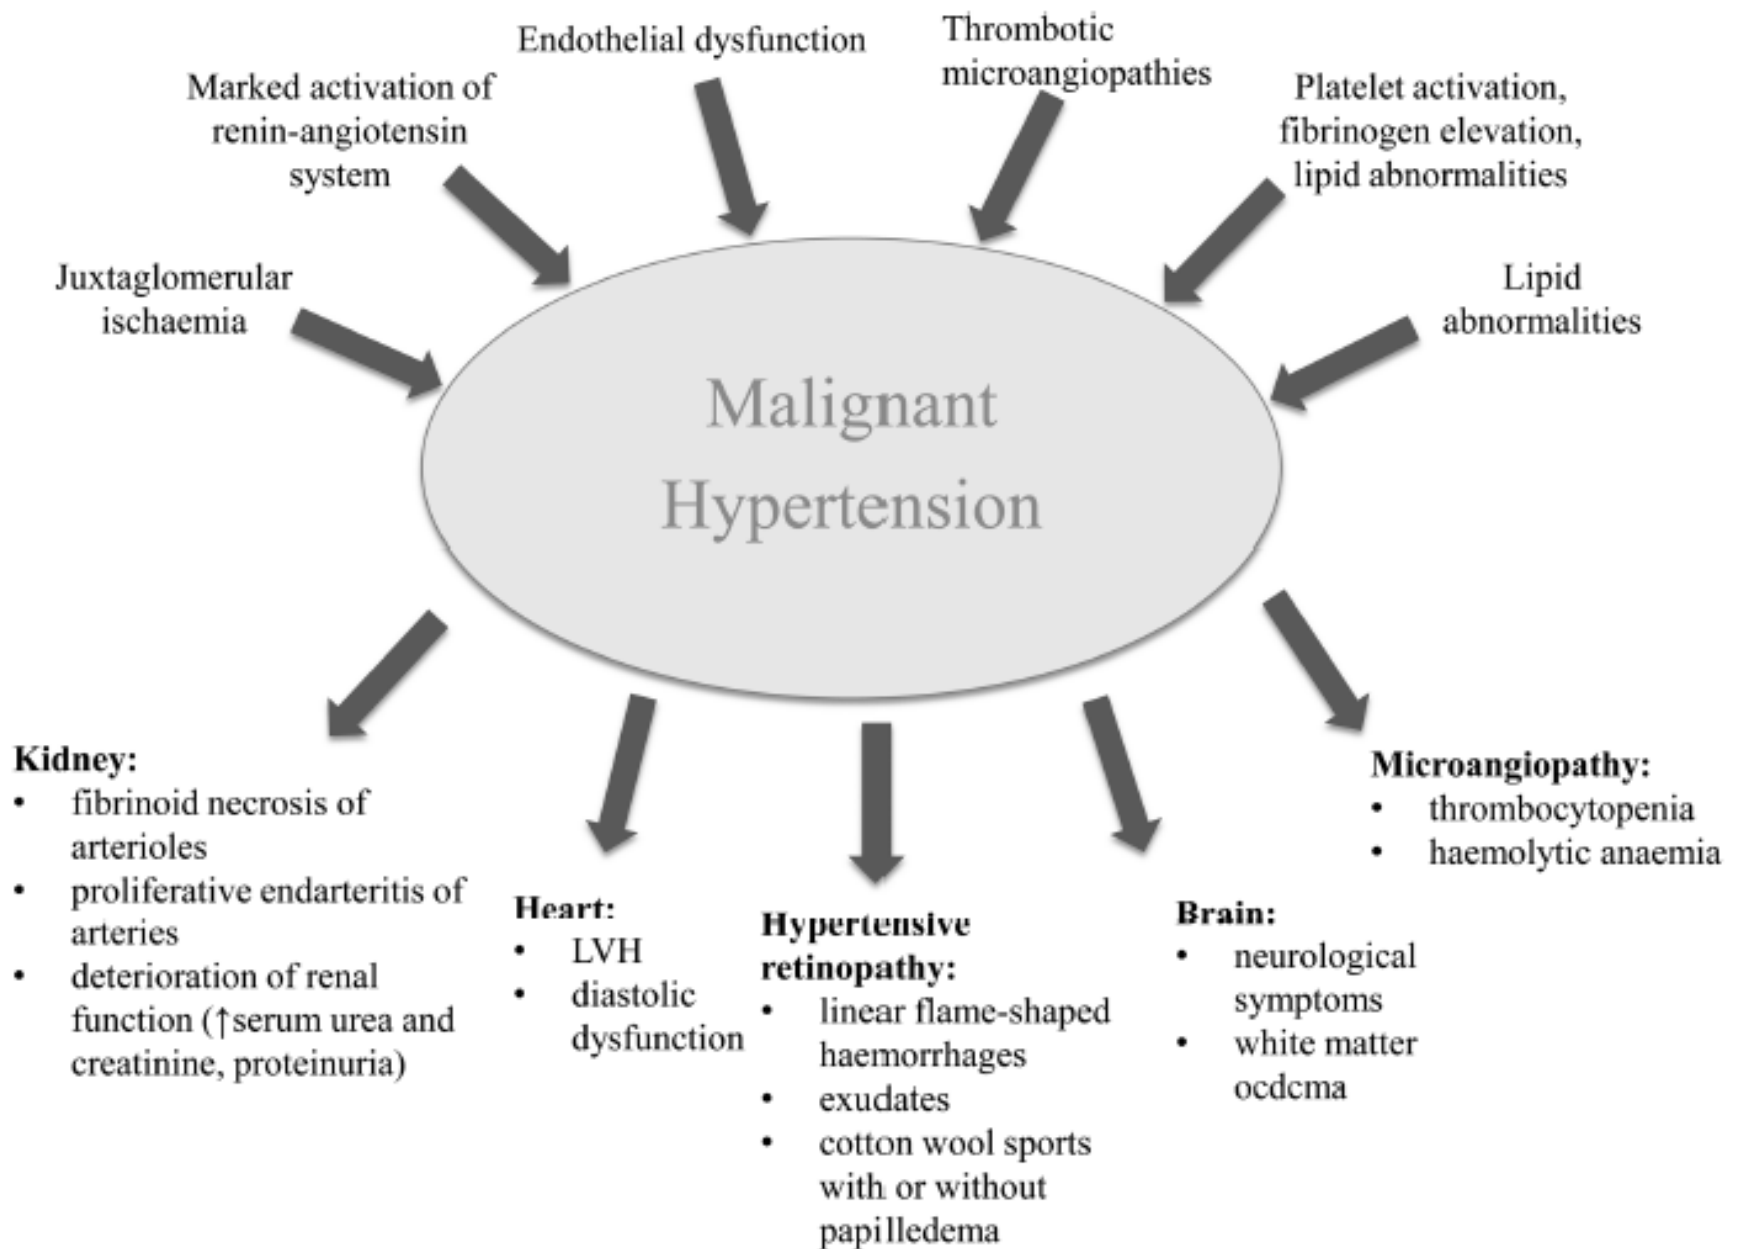 Endothelial dysfunction
Thrombotic
microangiopathies
Marked activation of
renin-angiotensin
system
Platelet activation,
fibrinogen elevation,
lipid abnormalities
Juxtaglomerular
ischaemia
Lipid
abnormalities
Malignant
Hypertension
Kidney:
• fibrinoid necrosis of
arterioles
• proliferative endarteritis of
arteries
• deterioration of renal
function (↑serum urea and
creatinine, proteinuria)
Heart:
• LVH
• diastolic
dysfunction
Hypertensive
retinopathy:
• linear flame-shaped
haemorrhages
• exudates
• cotton wool sports
with or without
papilledema
Brain:
• neurological
symptoms
• white matter
oedema
Microangiopathy:
• thrombocytopenia
• haemolytic anaemia